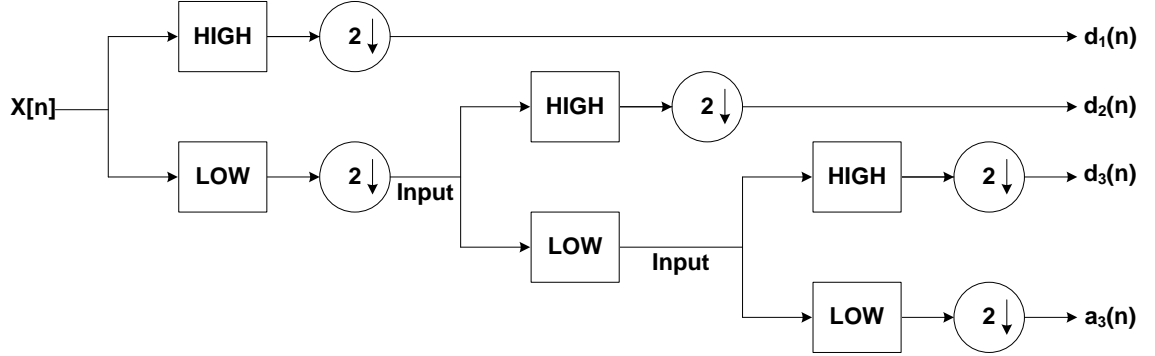 HIGH 2 d₁(n)
X[n] HIGH 2 d₂(n)
LOW 2 Input HIGH 2 d₃(n)
LOW Input
LOW 2 a₃(n)